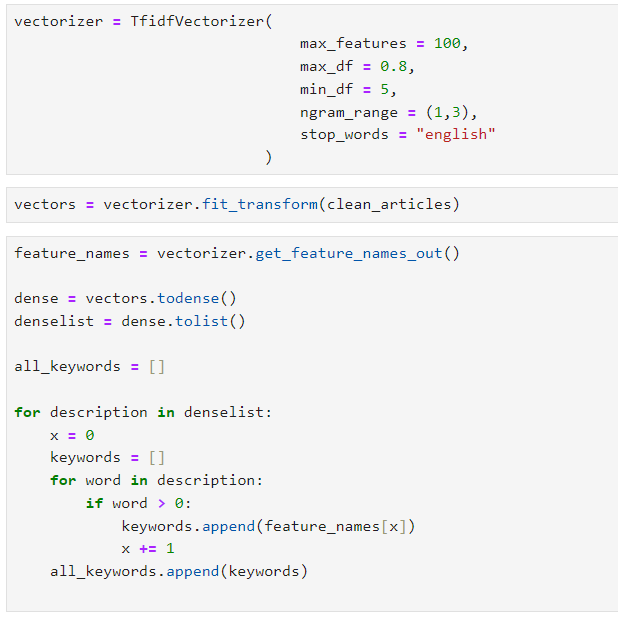 vectorizer = TfidfVectorizer(
                                max_features = 100,
                                max_df = 0.8,
                                min_df = 5,
                                ngram_range = (1,3),
                                stop_words = "english"
                            )
vectors = vectorizer.fit_transform(clean_articles)
feature_names = vectorizer.get_feature_names_out()
dense = vectors.todense()
denselist = dense.tolist()
all_keywords = []
for description in denselist:
    x = 0
    keywords = []
    for word in description:
        if word > 0:
            keywords.append(feature_names[x])
            x += 1
    all_keywords.append(keywords)